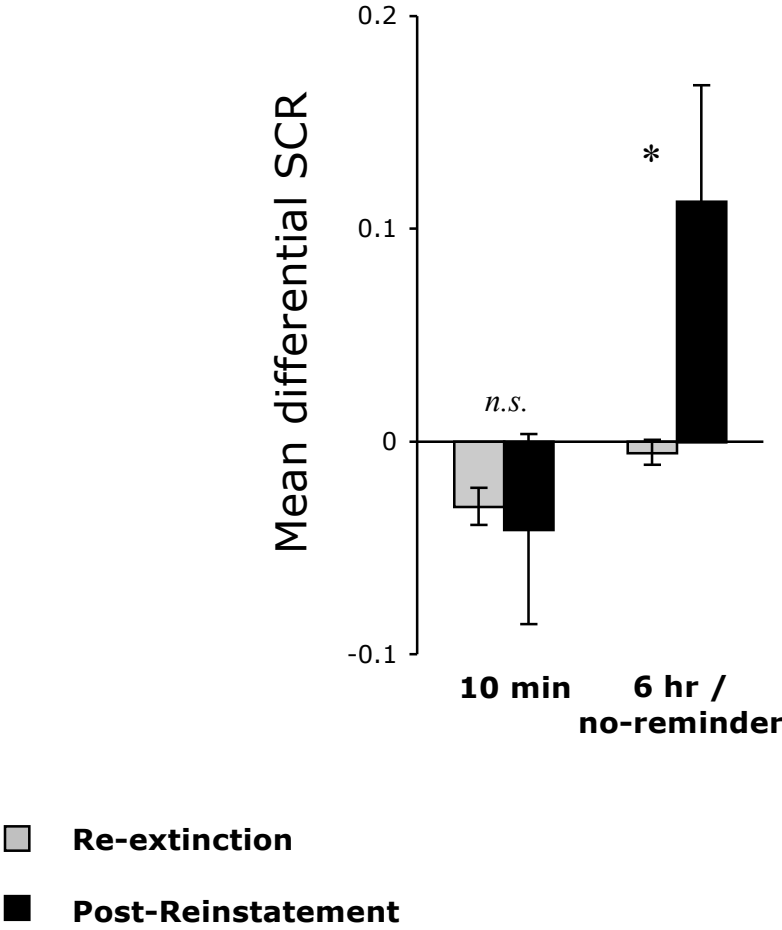 0.2
0.1
0
-0.1
Mean differential SCR
*
n.s.
10 min
6 hr /
no-reminder
Re-extinction
Post-Reinstatement